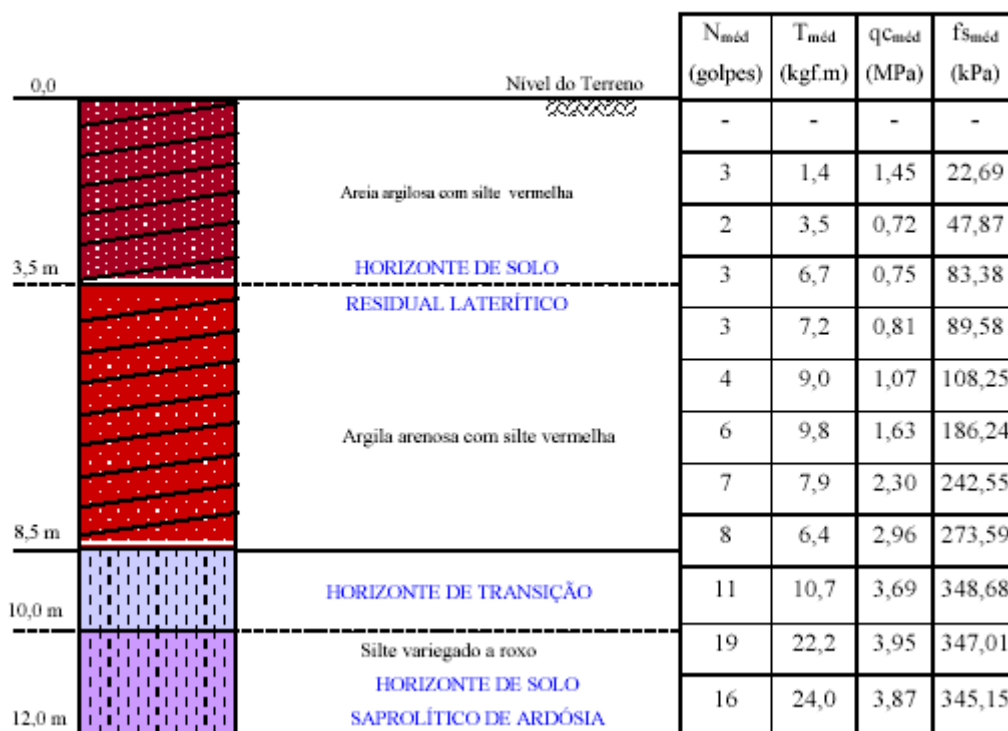 Nméd Tméd qcméd fsméd
(golpes) (kgf.m) (MPa) (kPa)
0,0 Nível do Terreno
- - - -
3 1,4 1,45 22,69
Areia argilosa com silte vermelha
2 3,5 0,72 47,87
3,5 m HORIZONTE DE SOLO 3 6,7 0,75 83,38
RESIDUAL LATERÍTICO
3 7,2 0,81 89,58
4 9,0 1,07 108,25
Argila arenosa com silte vermelha 6 9,8 1,63 186,24
7 7,9 2,30 242,55
8,5 m 8 6,4 2,96 273,59
HORIZONTE DE TRANSIÇÃO 11 10,7 3,69 348,68
10,0 m
Silte variegado a roxo 19 22,2 3,95 347,01
HORIZONTE DE SOLO 16 24,0 3,87 345,15
12,0 m SAPROLÍTICO DE ARDÓSIA